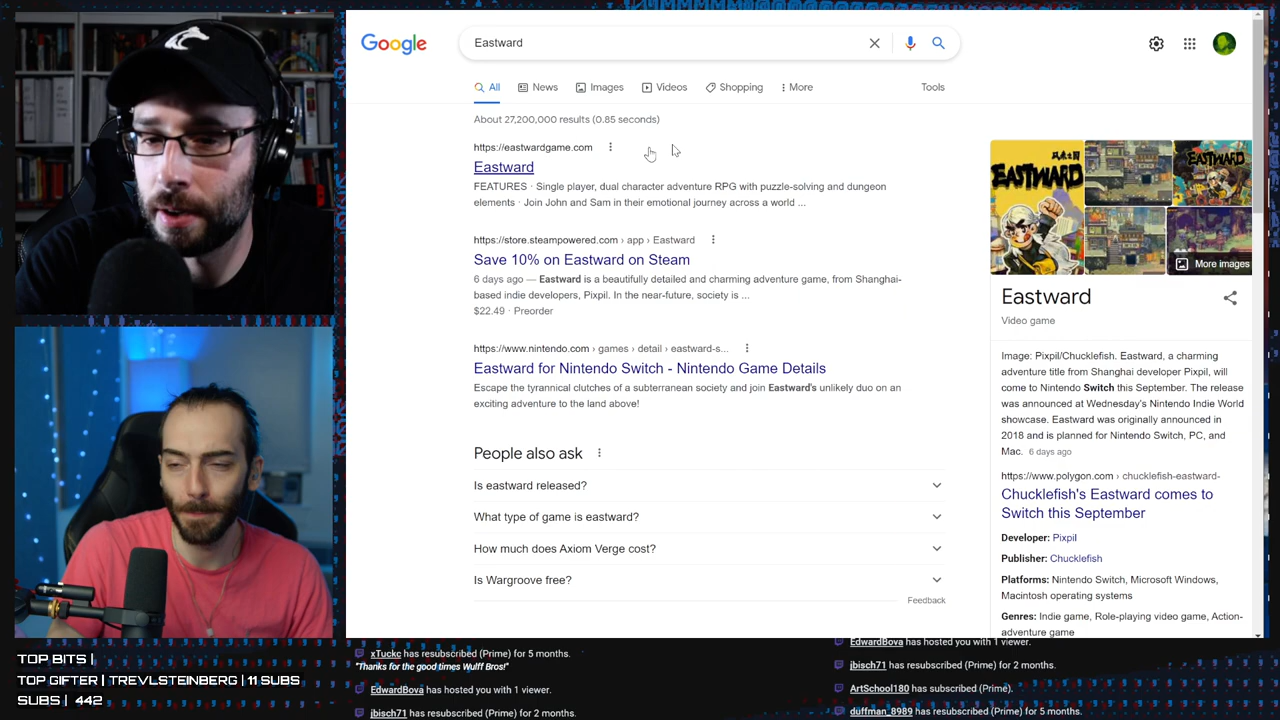 Google
Eastward
All
News
Images
Videos
Shopping
More
Tools
About 27,200,000 results (0.85 seconds)
https://eastwardgame.com
Eastward
FEATURES · Single player, dual character adventure RPG with puzzle-solving and dungeon
elements · Join John and Sam in their emotional journey across a world ...
https://store.steampowered.com › app › Eastward
Save 10% on Eastward on Steam
6 days ago — Eastward is a beautifully detailed and charming adventure game, from Shanghai-
based indie developers, Pixpil. In the near-future, society is ...
$22.49 · Preorder
https://www.nintendo.com › games › detail › eastward-s...
Eastward for Nintendo Switch - Nintendo Game Details
Escape the tyrannical clutches of a subterranean society and join Eastward's unlikely duo on an
exciting adventure to the land above!
People also ask
Is eastward released?
What type of game is eastward?
How much does Axiom Verge cost?
Is Wargroove free?
Feedback
EASTWARD
EASTWARD
More images
Eastward
Video game
Image: Pixpil/Chucklefish. Eastward, a charming
adventure title from Shanghai developer Pixpil, will
come to Nintendo Switch this September. The release
was announced at Wednesday's Nintendo Indie World
showcase. Eastward was originally announced in
2018 and is planned for Nintendo Switch, PC, and
Mac. 6 days ago
https://www.polygon.com › chucklefish-eastward-
Chucklefish's Eastward comes to
Switch this September
Developer: Pixpil
Publisher: Chucklefish
Platforms: Nintendo Switch, Microsoft Windows,
Macintosh operating systems
Genres: Indie game, Role-playing video game, Action-
adventure game
TOP BITS |
TOP GIFTER | TREVLSTEINBERG | 11 SUBS
SUBS | 442
xTuckc has resubscribed (Prime) for 5 months.
"Thanks for the good times Wulff Bros!"
EdwardBova has hosted you with 1 viewer.
jbisch71 has resubscribed (Prime) for 2 months.
EdwardBova has hosted you with 1 viewer.
jbisch71 has resubscribed (Prime) for 2 months.
ArtSchool180 has subscribed (Prime).
duffman_8989 has resubscribed (Prime) for 5 months.